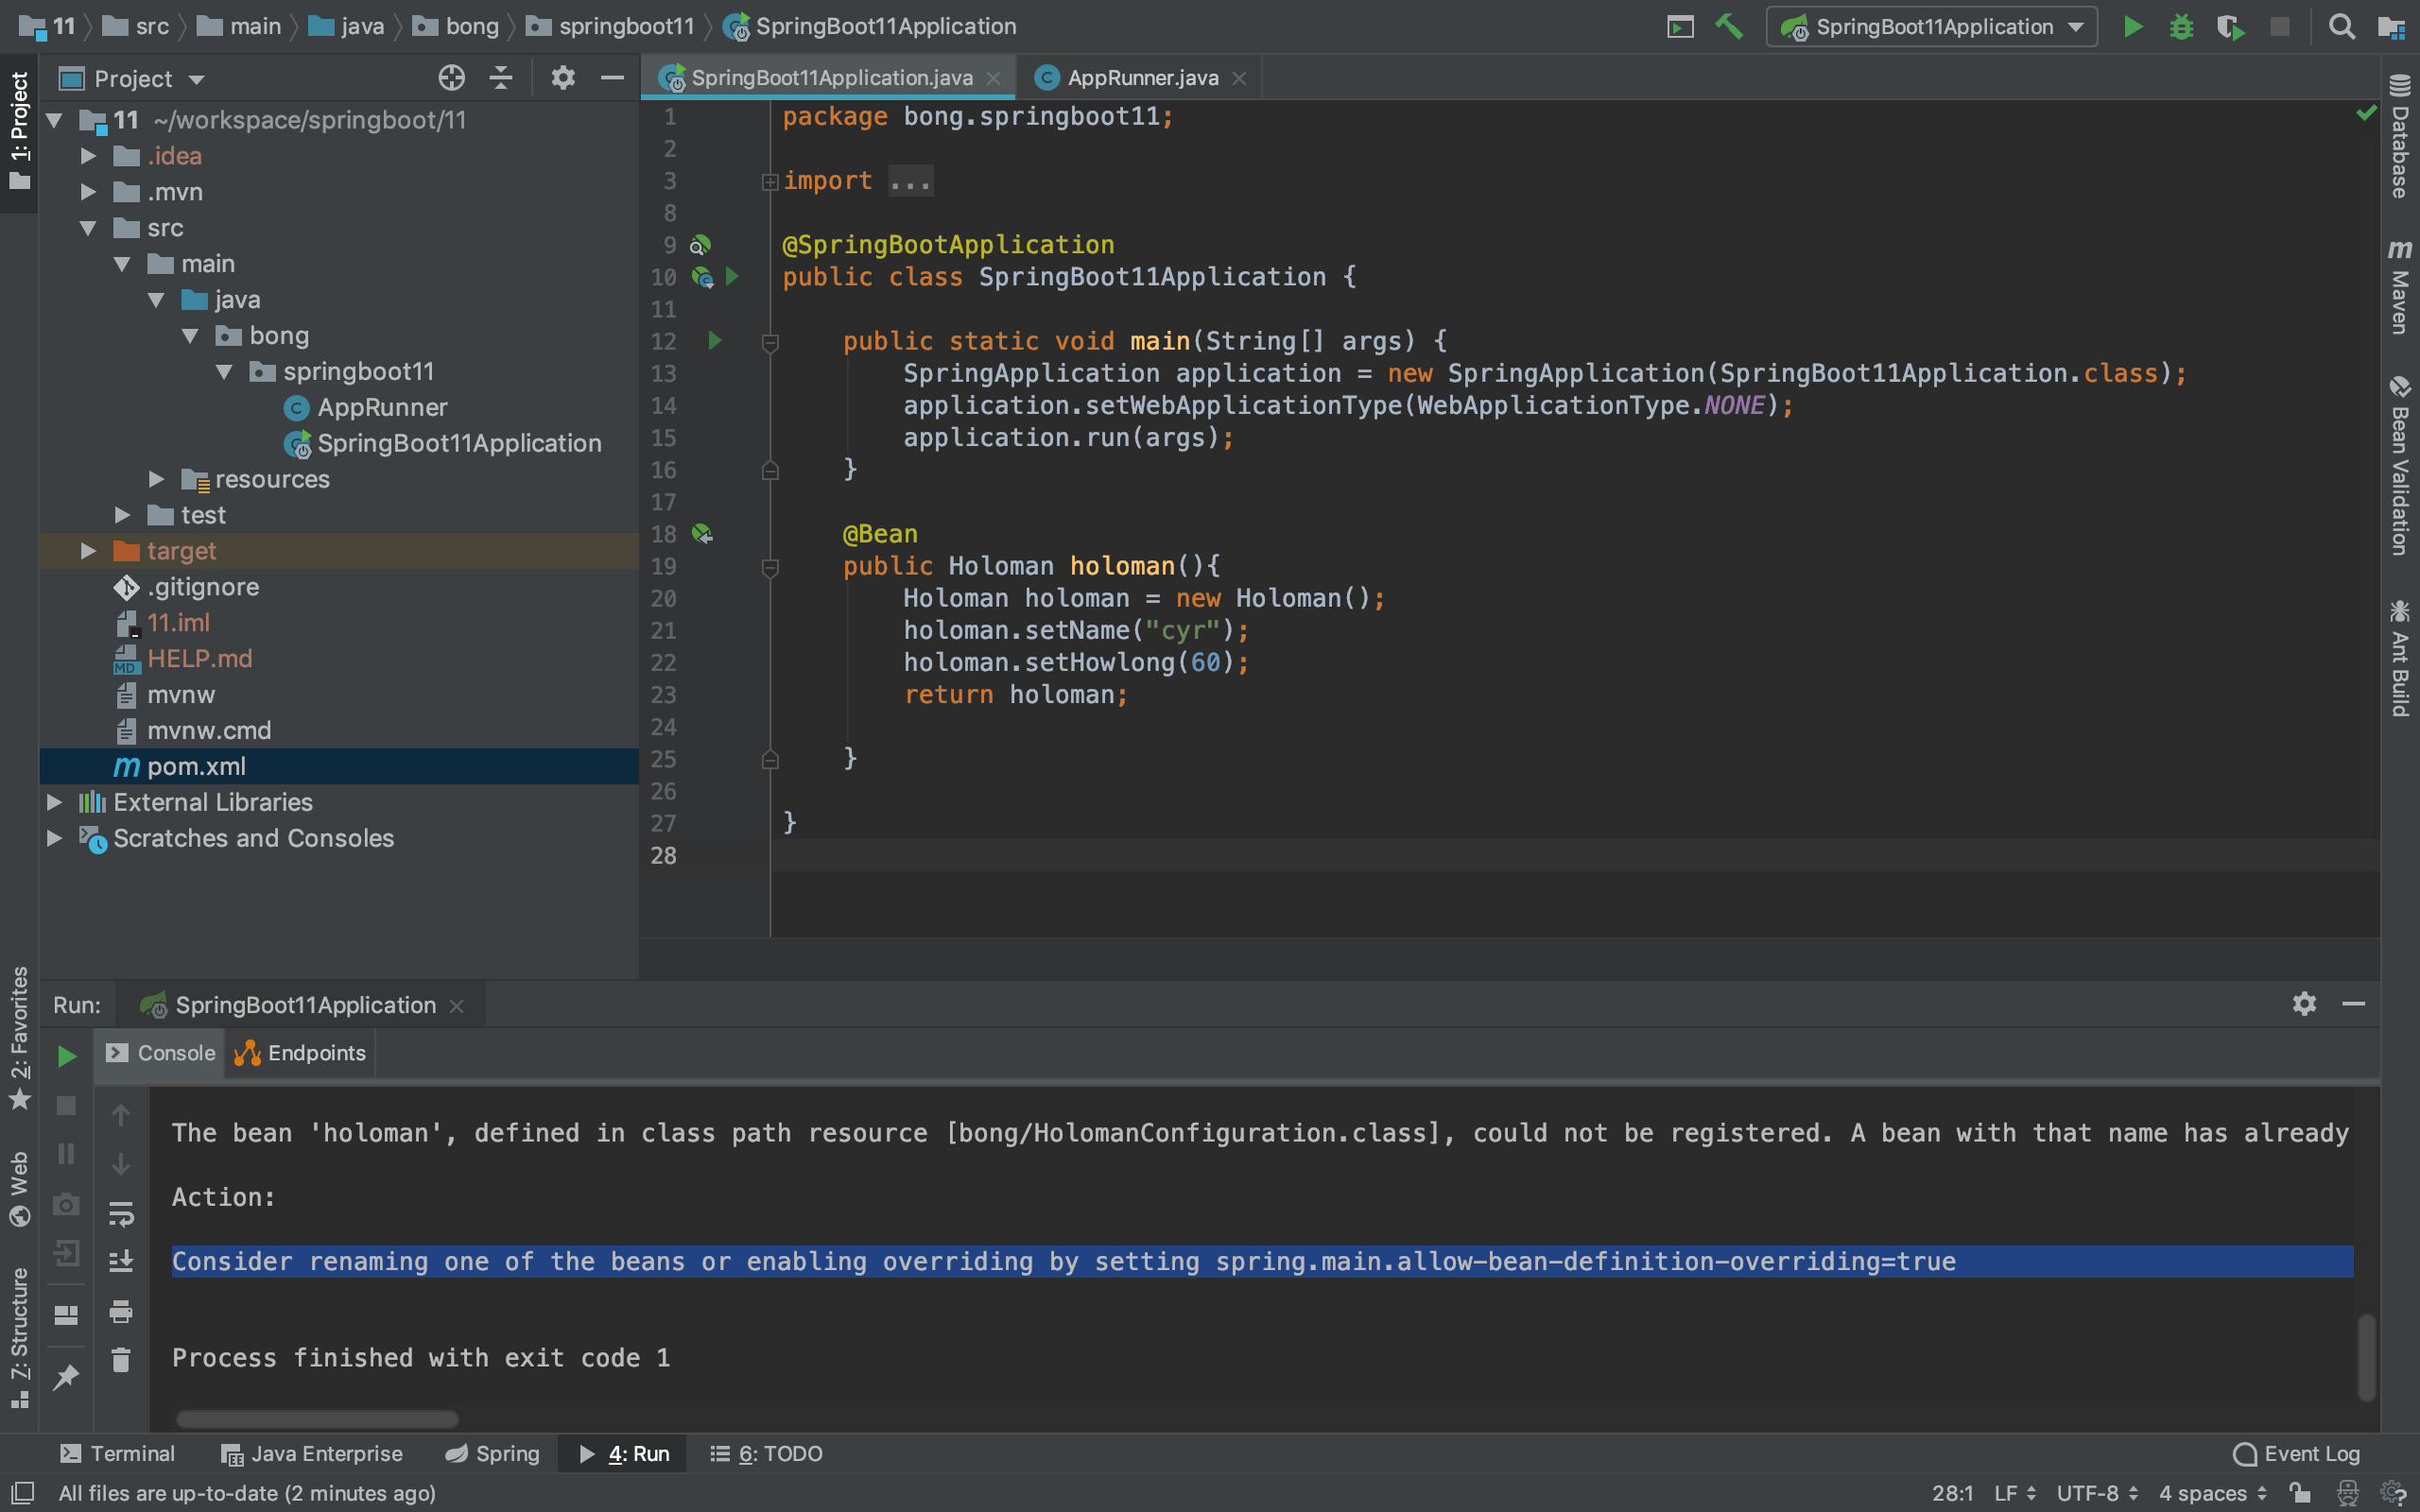 11 src main java bong springboot11 SpringBoot11Application
SpringBoot11Application
Project
SpringBoot11Application.java
AppRunner.java
1: Project
2: Favorites
Web
7: Structure
11 ~/workspace/springboot/11
.idea
.mvn
src
main
java
bong
springboot11
AppRunner
SpringBoot11Application
resources
test
target
.gitignore
11.iml
HELP.md
mvnw
mvnw.cmd
pom.xml
External Libraries
Scratches and Consoles
1 package bong.springboot11;
2
3 import ...
8
9 @SpringBootApplication
10 public class SpringBoot11Application {
11
12 public static void main(String[] args) {
13 SpringApplication application = new SpringApplication(SpringBoot11Application.class);
14 application.setWebApplicationType(WebApplicationType.NONE);
15 application.run(args);
16 }
17
18 @Bean
19 public Holoman holoman(){
20 Holoman holoman = new Holoman();
21 holoman.setName("cyr");
22 holoman.setHowlong(60);
23 return holoman;
24
25 }
26
27 }
28
Database
Maven
Bean Validation
Ant Build
Run: SpringBoot11Application
Console Endpoints
The bean 'holoman', defined in class path resource [bong/HolomanConfiguration.class], could not be registered. A bean with that name has already
Action:
Consider renaming one of the beans or enabling overriding by setting spring.main.allow-bean-definition-overriding=true
Process finished with exit code 1
Terminal Java Enterprise Spring 4: Run 6: TODO Event Log
All files are up-to-date (2 minutes ago) 28:1 LF UTF-8 4 spaces